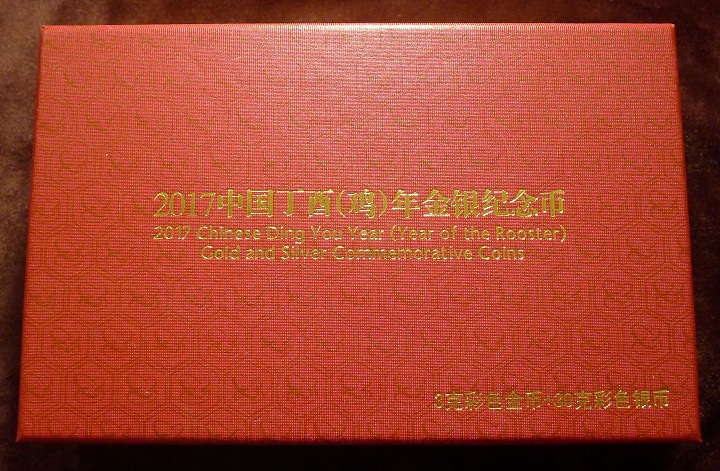 2017中国丁酉(鸡)年金银纪念币
2017 Chinese Ding You Year (Year of the Rooster)
Gold and Silver Commemorative Coins
3克彩色金币+30克彩色银币